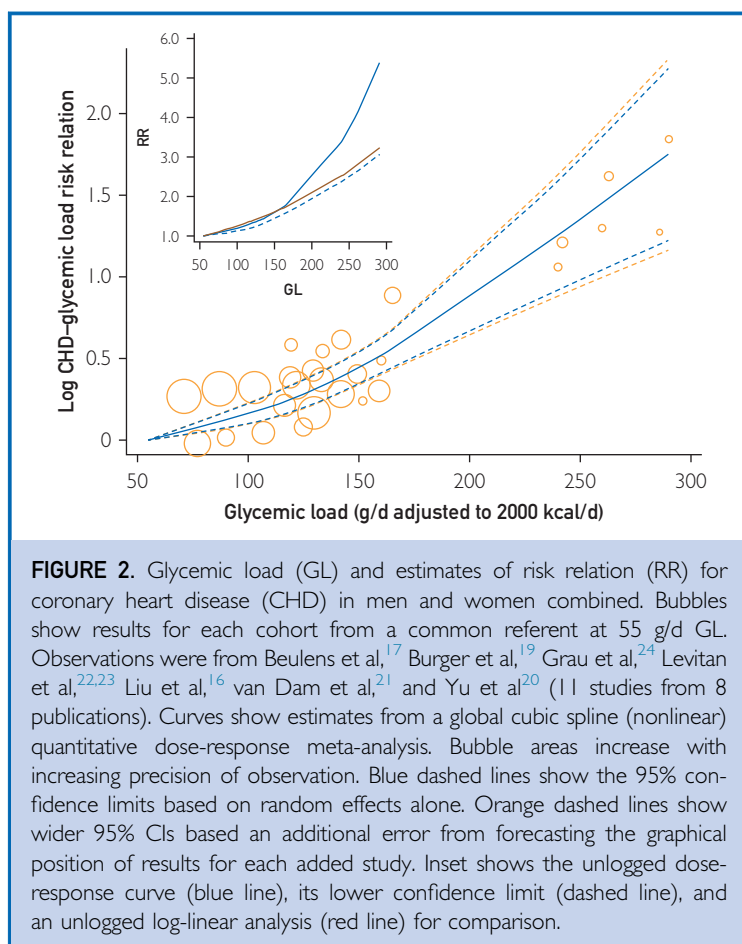 6.0
5.0
4.0
3.0
2.0
1.0
RR
50 100 150 200 250 300
GL
2.0
1.5
1.0
0.5
0
Log CHD–glycemic load risk relation
50 100 150 200 250 300
Glycemic load (g/d adjusted to 2000 kcal/d)
FIGURE 2. Glycemic load (GL) and estimates of risk relation (RR) for
coronary heart disease (CHD) in men and women combined. Bubbles
show results for each cohort from a common referent at 55 g/d GL.
Observations were from Beulens et al,17 Burger et al,19 Grau et al,24 Levitan
et al,22,23 Liu et al,16 van Dam et al,21 and Yu et al20 (11 studies from 8
publications). Curves show estimates from a global cubic spline (nonlinear)
quantitative dose-response meta-analysis. Bubble areas increase with
increasing precision of observation. Blue dashed lines show the 95% con-
fidence limits based on random effects alone. Orange dashed lines show
wider 95% CIs based an additional error from forecasting the graphical
position of results for each added study. Inset shows the unlogged dose-
response curve (blue line), its lower confidence limit (dashed line), and
an unlogged log-linear analysis (red line) for comparison.